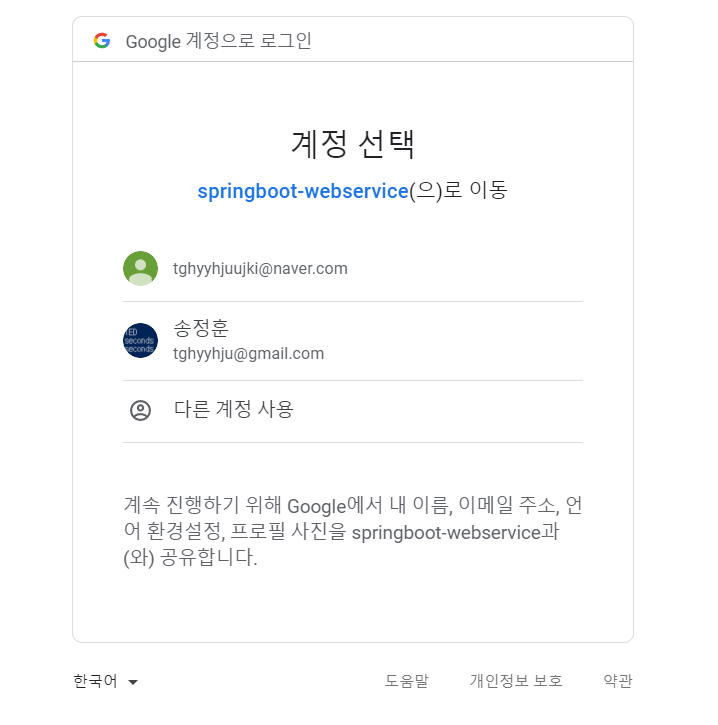 Google 계정으로 로그인
계정 선택
springboot-webservice(으)로 이동
tghyyhjuujki@naver.com
ED
seconds
seconds
송정훈
tghyyhju@gmail.com
다른 계정 사용
계속 진행하기 위해 Google에서 내 이름, 이메일 주소, 언
어 환경설정, 프로필 사진을 springboot-webservice과
(와) 공유합니다.
한국어
도움말 개인정보 보호 약관